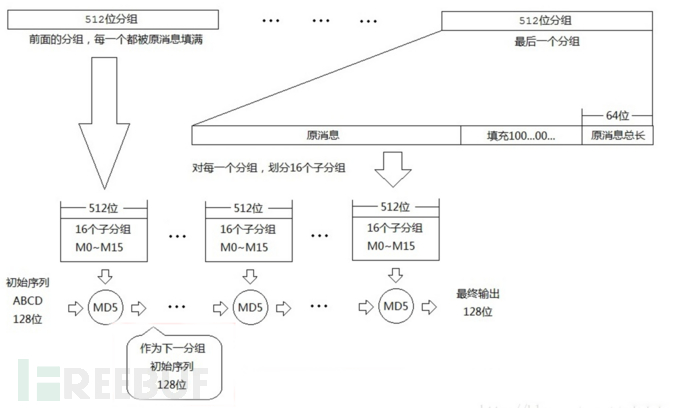 512位分组
512位分组
前面的分组，每一个都被原消息填满
最后一个分组
64位
原消息
填充100...00...
原消息总长
对每一个分组，划分16个子分组
512位
512位
512位
16个子分组
M0~M15
16个子分组
M0~M15
16个子分组
M0~M15
初始序列
ABCD
128位
MD5
MD5
MD5
最终输出
128位
作为下一分组
初始序列
128位
FREEBUF